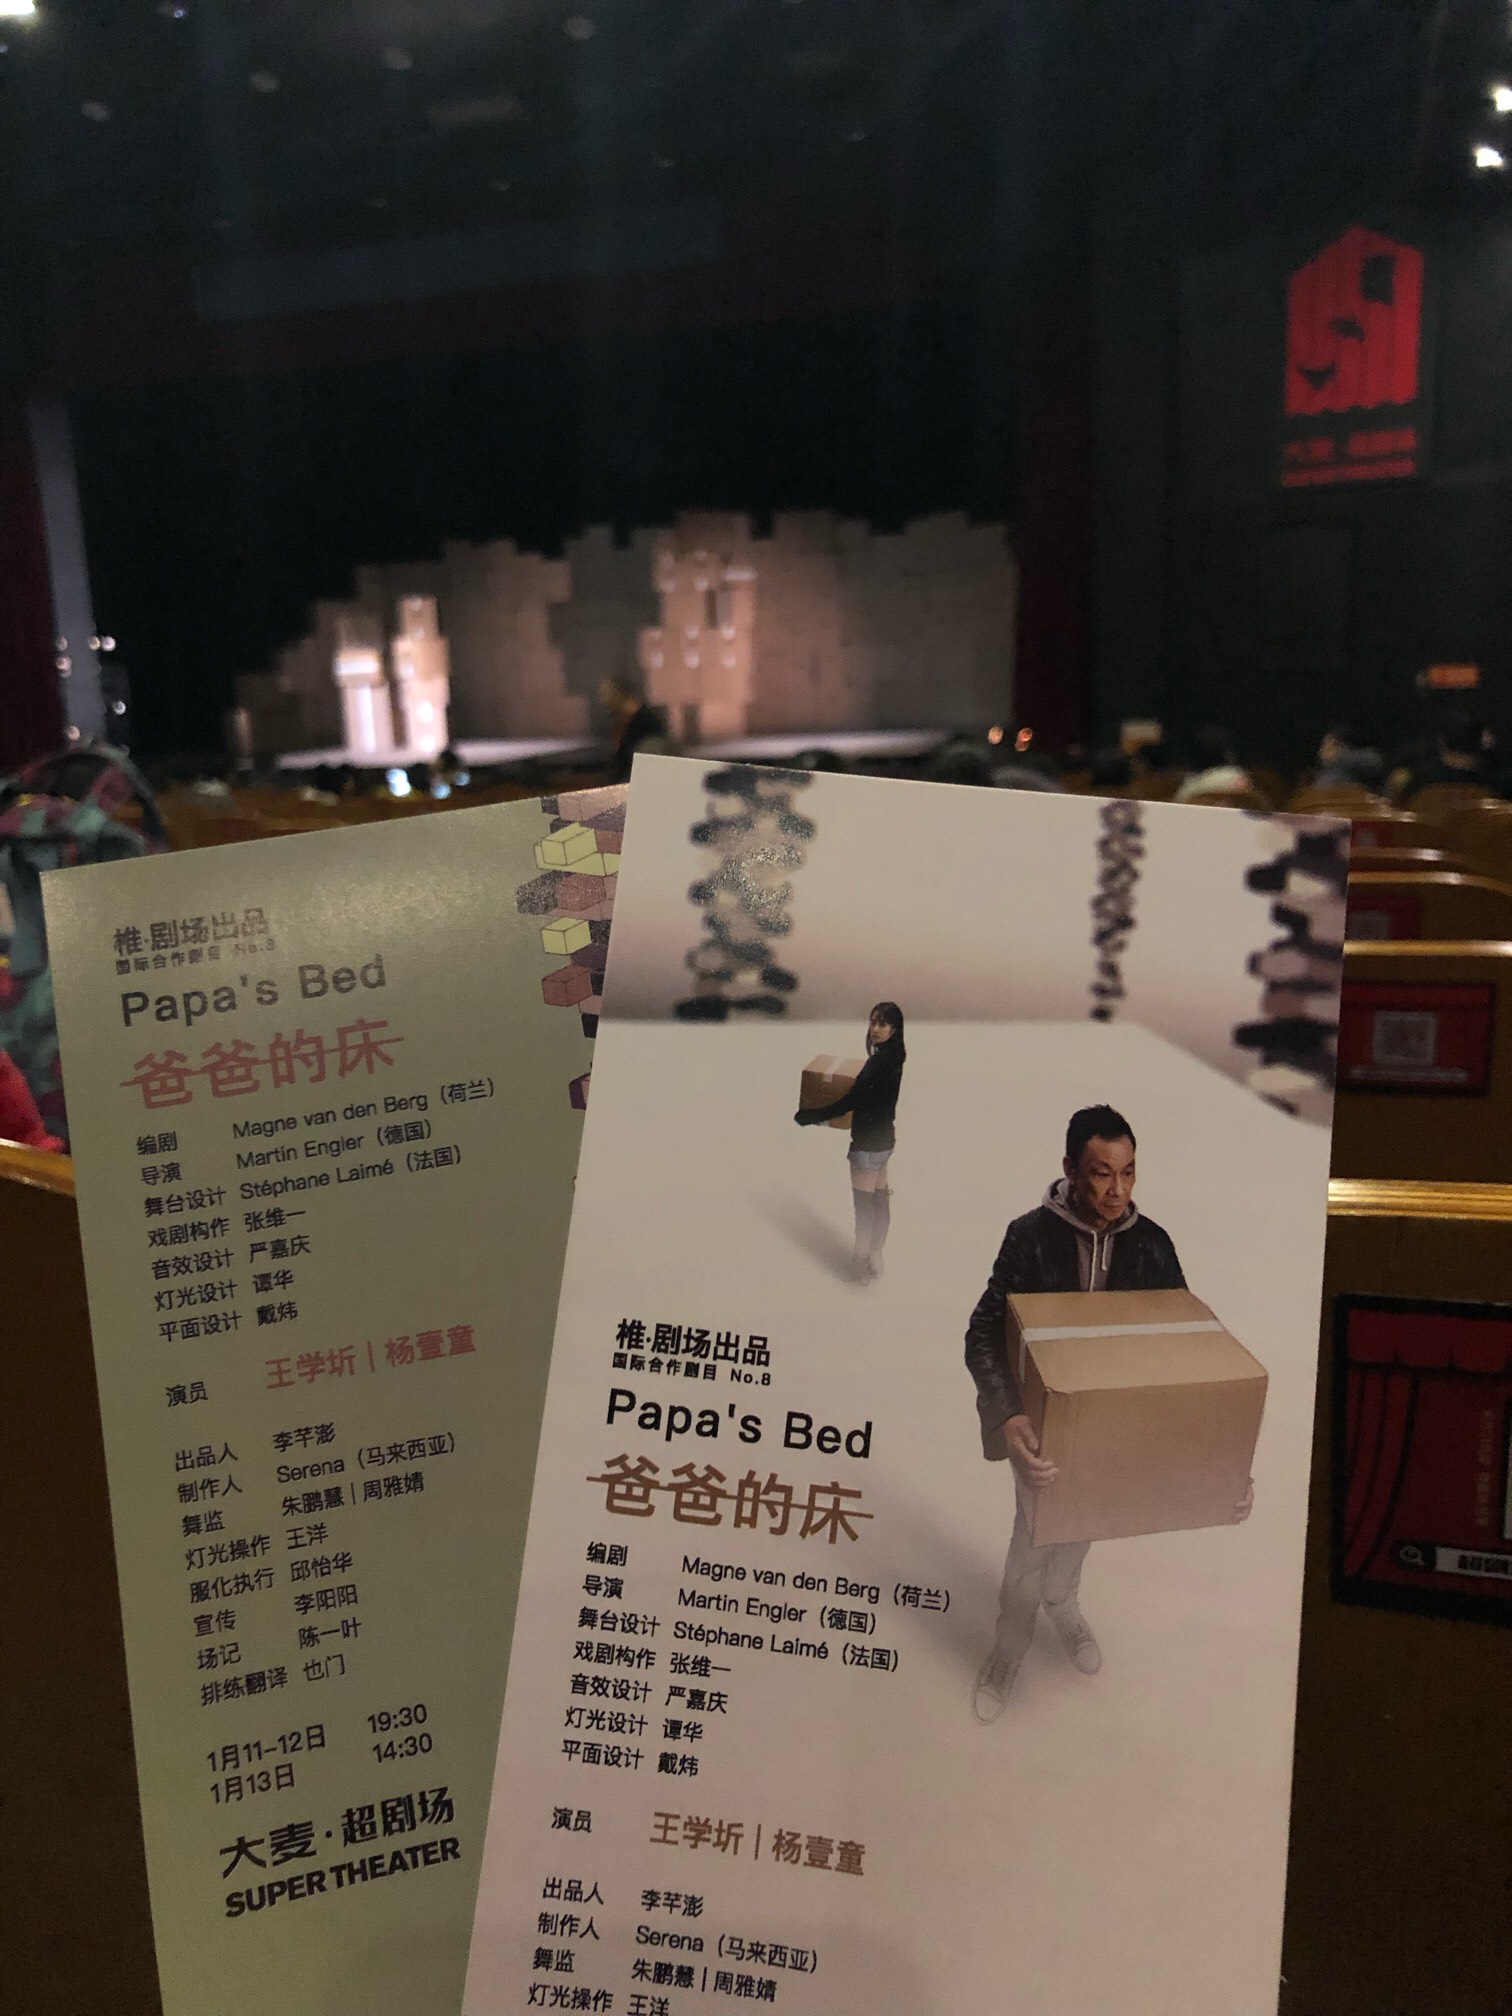 椎·剧场出品
国际合作剧目 No.8
Papa's Bed
爸爸的床
编剧 Magne van den Berg（荷兰）
导演 Martin Engler（德国）
舞台设计 Stéphane Laimé（法国）
戏剧构作 张维一
音效设计 严嘉庆
灯光设计 谭华
平面设计 戴炜
演员 王学圻 | 杨壹童
出品人 李芊澎
制作人 Serena（马来西亚）
舞监 朱鹏慧 | 周雅婧
灯光操作 王洋
服化执行 邱怡华
宣传 李阳阳
场记 陈一叶
排练翻译 也门
1月11-12日 19:30
1月13日 14:30
大麦·超剧场
SUPER THEATER
椎·剧场出品
国际合作剧目 No.8
Papa's Bed
爸爸的床
编剧 Magne van den Berg（荷兰）
导演 Martin Engler（德国）
舞台设计 Stéphane Laimé（法国）
戏剧构作 张维一
音效设计 严嘉庆
灯光设计 谭华
平面设计 戴炜
演员 王学圻 | 杨壹童
出品人 李芊澎
制作人 Serena（马来西亚）
舞监 朱鹏慧 | 周雅婧
灯光操作 王洋